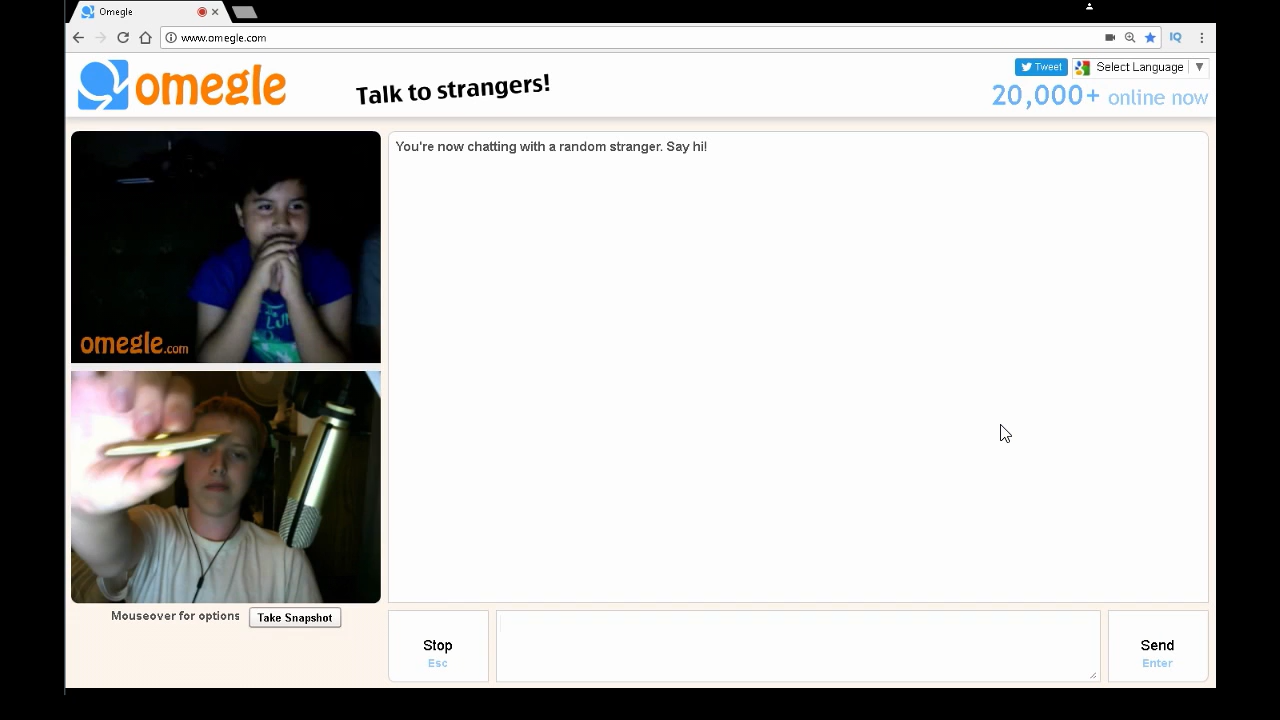 Omegle
www.omegle.com
IQ
omegle
Talk to strangers!
Tweet
Select Language
20,000+ online now
You're now chatting with a random stranger. Say hi!
omegle.com
Mouseover for options
Take Snapshot
Stop
Esc
Send
Enter